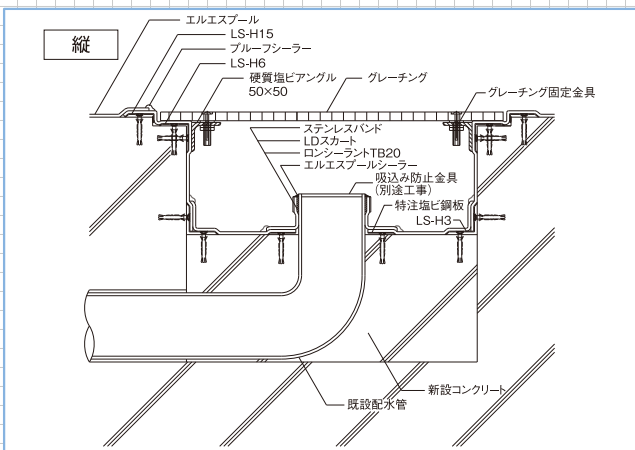 縦
エルエスプール
LS-H15
プルーフシーラー
LS-H6
硬質塩ビアングル
50×50
グレーチング
グレーチング固定金具
ステンレスバンド
LDスカート
ロンシーラントTB20
エルエスプールシーラー
吸込み防止金具
(別途工事)
特注塩ビ鋼板
LS-H3
新設コンクリート
既設配水管